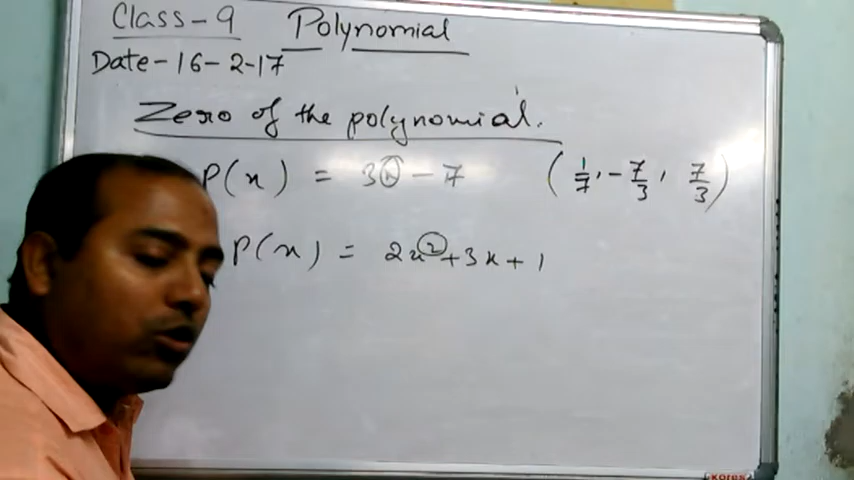 Class-9 Polynomial
Date-16-2-17
Zero of the polynomial.
P(x) = 3x - 7 (1/7, -7/3, 7/3)
P(x) = 2x²+3x+1
kores